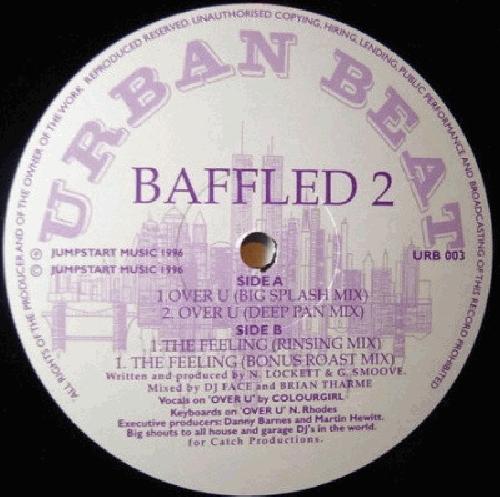 ALL RIGHTS OF THE PRODUCER AND OF THE OWNER OF THE WORK REPRODUCED RESERVED. UNAUTHORISED COPYING, HIRING, LENDING, PUBLIC PERFORMANCE AND BROADCASTING OF THIS RECORD PROHIBITED
URBAN BEAT
BAFFLED 2
℗ JUMPSTART MUSIC 1996
© JUMPSTART MUSIC 1996
URB 003
SIDE A
1.OVER U (BIG SPLASH MIX)
2. OVER U (DEEP PAN MIX)
SIDE B
1.THE FEELING (RINSING MIX)
1. THE FEELING (BONUS ROAST MIX)
Written and produced by N. LOCKETT & G. SMOOVE.
Mixed by DJ FACE and BRIAN THARME
Vocals on 'OVER U' by COLOURGIRL
Keyboards on 'OVER U' N. Rhodes
Executive producers: Danny Barnes and Martin Hewitt.
Big shouts to all house and garage DJ's in the world.
for Catch Productions.